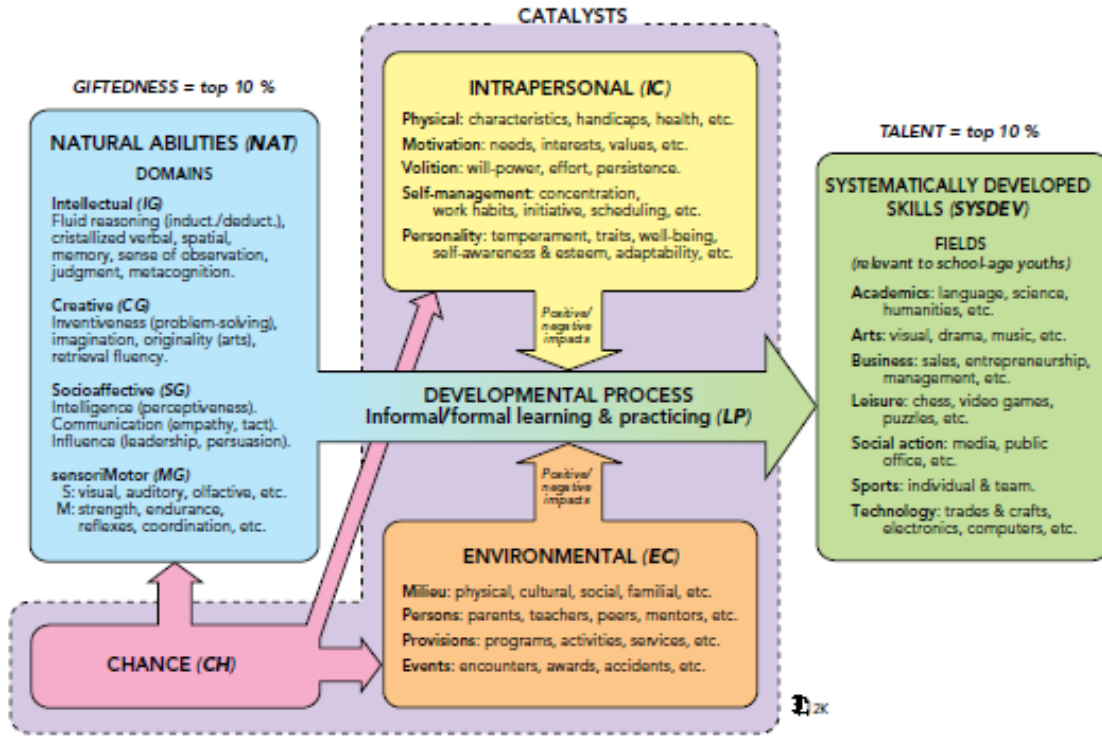 CATALYSTS
GIFTEDNESS = top 10 %
NATURAL ABILITIES (NAT)
DOMAINS
Intellectual (IG)
Fluid reasoning (induct./deduct.),
cristallized verbal, spatial,
memory, sense of observation,
judgment, metacognition.
Creative (CG)
Inventiveness (problem-solving),
imagination, originality (arts),
retrieval fluency.
Socioaffective (SG)
Intelligence (perceptiveness).
Communication (empathy, tact).
Influence (leadership, persuasion).
sensoriMotor (MG)
S: visual, auditory, olfactive, etc.
M: strength, endurance,
reflexes, coordination, etc.
CHANCE (CH)
INTRAPERSONAL (IC)
Physical: characteristics, handicaps, health, etc.
Motivation: needs, interests, values, etc.
Volition: will-power, effort, persistence.
Self-management: concentration,
work habits, initiative, scheduling, etc.
Personality: temperament, traits, well-being,
self-awareness & esteem, adaptability, etc.
Positive/
negative
impacts
DEVELOPMENTAL PROCESS
Informal/formal learning & practicing (LP)
Positive/
negative
impacts
ENVIRONMENTAL (EC)
Milieu: physical, cultural, social, familial, etc.
Persons: parents, teachers, peers, mentors, etc.
Provisions: programs, activities, services, etc.
Events: encounters, awards, accidents, etc.
TALENT = top 10 %
SYSTEMATICALLY DEVELOPED
SKILLS (SYSDEV)
FIELDS
(relevant to school-age youths)
Academics: language, science,
humanities, etc.
Arts: visual, drama, music, etc.
Business: sales, entrepreneurship,
management, etc.
Leisure: chess, video games,
puzzles, etc.
Social action: media, public
office, etc.
Sports: individual & team.
Technology: trades & crafts,
electronics, computers, etc.
2K